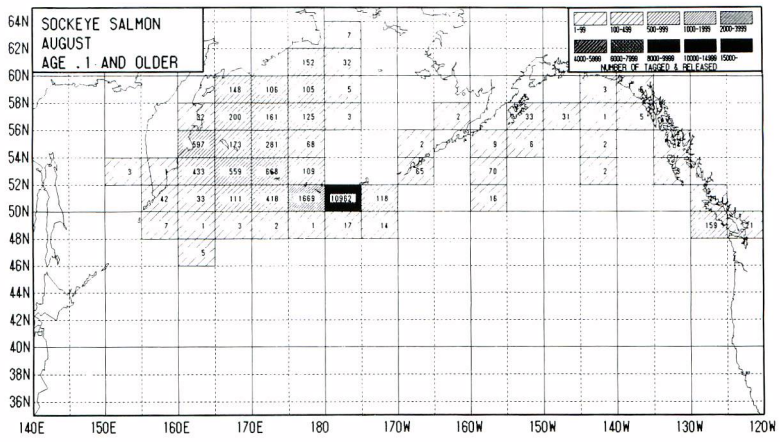 SOCKEYE SALMON
AUGUST
AGE .1 AND OLDER
1-99 100-499 500-999 1000-1999 2000-3999
4000-5999 6000-7999 8000-9999 10000-14999 15000-
NUMBER OF TAGGED & RELEASED
64N
7
62N
152 32
60N
148 106 105 5 3
58N
32 200 161 125 3 2 33 31 1 5
56N
597 173 281 68 2 9 6 2
54N
3 1 433 559 668 109 65 70 2
52N
42 33 111 418 1669 10962 118 16
50N
7 1 3 2 1 17 14 159 1
48N
5
46N
44N
42N
40N
38N
36N
140E 150E 160E 170E 180 170W 160W 150W 140W 130W 120W